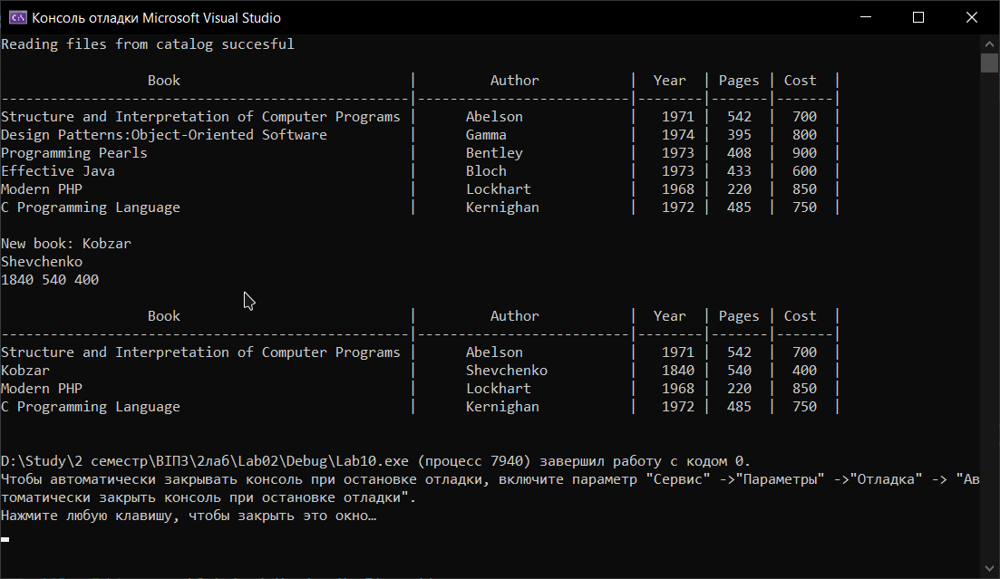 Консоль отладки Microsoft Visual Studio
Reading files from catalog succesful
Book | Author | Year | Pages | Cost |
--------------------------------------------------|--------------------------|--------|-------|-------|
Structure and Interpretation of Computer Programs | Abelson | 1971 | 542 | 700 |
Design Patterns:Object-Oriented Software | Gamma | 1974 | 395 | 800 |
Programming Pearls | Bentley | 1973 | 408 | 900 |
Effective Java | Bloch | 1973 | 433 | 600 |
Modern PHP | Lockhart | 1968 | 220 | 850 |
C Programming Language | Kernighan | 1972 | 485 | 750 |
New book: Kobzar
Shevchenko
1840 540 400
Book | Author | Year | Pages | Cost |
--------------------------------------------------|--------------------------|--------|-------|-------|
Structure and Interpretation of Computer Programs | Abelson | 1971 | 542 | 700 |
Kobzar | Shevchenko | 1840 | 540 | 400 |
Modern PHP | Lockhart | 1968 | 220 | 850 |
C Programming Language | Kernighan | 1972 | 485 | 750 |
D:\Study\2 семестр\ВІПЗ\2лаб\Lab02\Debug\Lab10.exe (процесс 7940) завершил работу с кодом 0.
Чтобы автоматически закрывать консоль при остановке отладки, включите параметр "Сервис" ->"Параметры" ->"Отладка" -> "Ав
томатически закрыть консоль при остановке отладки".
Нажмите любую клавишу, чтобы закрыть это окно…